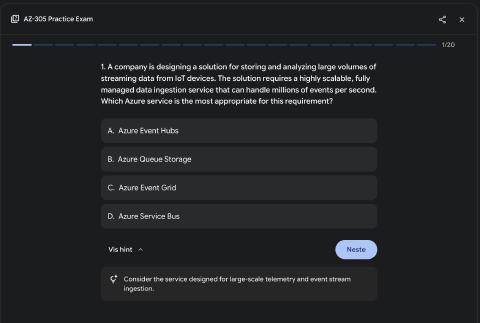 AZ-305 Practice Exam
1/20
1. A company is designing a solution for storing and analyzing large volumes of
streaming data from IoT devices. The solution requires a highly scalable, fully
managed data ingestion service that can handle millions of events per second.
Which Azure service is the most appropriate for this requirement?
A. Azure Event Hubs
B. Azure Queue Storage
C. Azure Event Grid
D. Azure Service Bus
Vis hint
Neste
Consider the service designed for large-scale telemetry and event stream
ingestion.